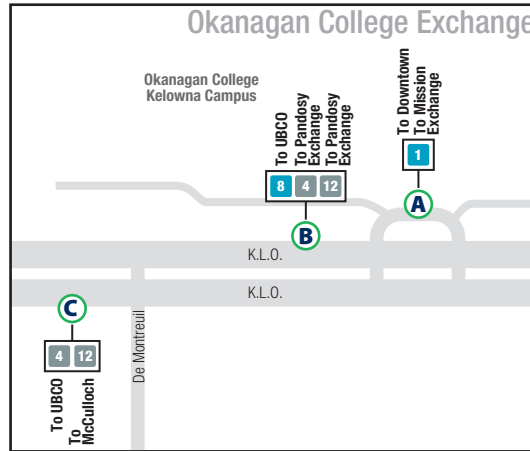 Okanagan College Exchange
Okanagan College
Kelowna Campus
To UBCO
To Pandosy
Exchange
To Pandosy
Exchange
To Downtown
To Mission
Exchange
8 4 12
1
A
B
K.L.O.
K.L.O.
C
4 12
De Montreuil
To UBCO
To
McCulloch